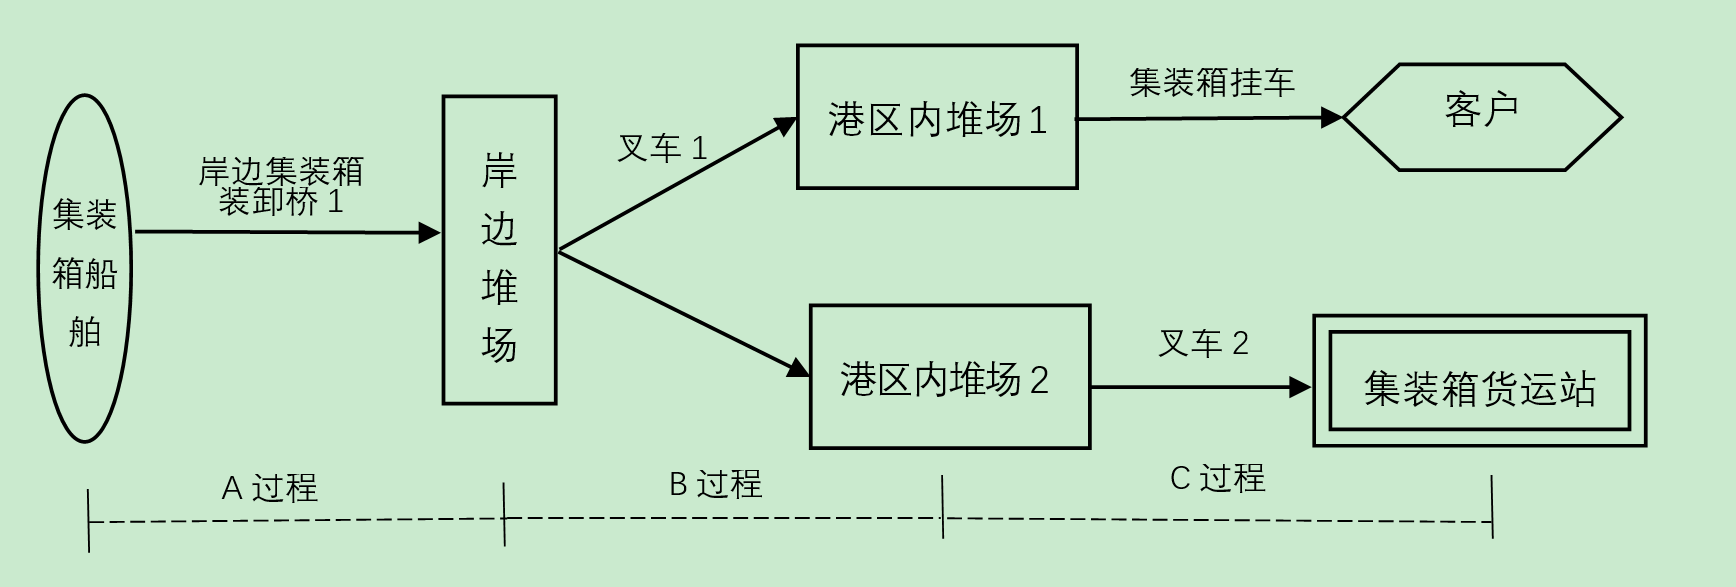 集装
箱船
舶
岸边集装箱
装卸桥 1
岸
边
堆
场
叉车 1
港区内堆场 1
集装箱挂车
客户
港区内堆场 2
叉车 2
集装箱货运站
A 过程
B 过程
C 过程